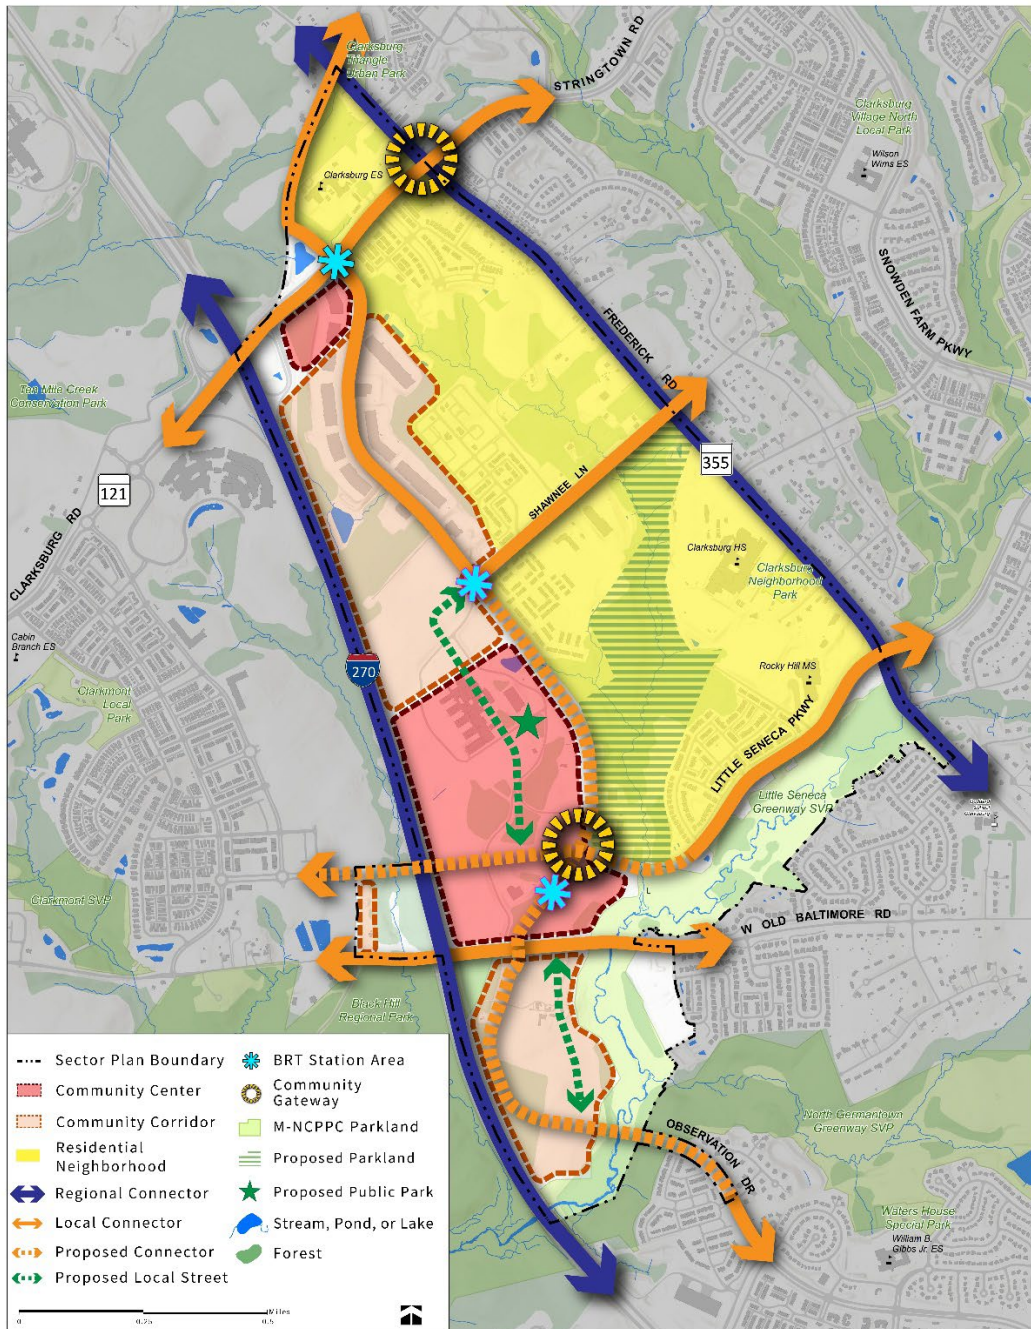 Clarksburg
Triangle
Urban Park
STRINGTOWN RD
Clarksburg
Village North
Local Park
Wilson
Wims ES
Clarksburg ES
SNOWDEN FARM PKWY
FREDERICK RD
Ten Mile Creek
Conservation Park
355
121
SHAWNEE LN
CLARKSBURG RD
Clarksburg HS
Clarksburg
Neighborhood
Park
Cabin
Branch ES
270
Rocky Hill MS
Clarkmont
Local
Park
LITTLE SENECA PKWY
Little Seneca
Greenway SVP
Clarkmont SVP
L
W OLD BALTIMORE RD
Black Hill
Regional Park
North Germantown
Greenway SVP
OBSERVATION DR
Waters House
Special Park
William B.
Gibbs Jr. ES
Sector Plan Boundary
Community Center
Community Corridor
Residential
Neighborhood
Regional Connector
Local Connector
Proposed Connector
Proposed Local Street
BRT Station Area
Community
Gateway
M-NCPPC Parkland
Proposed Parkland
Proposed Public Park
Stream, Pond, or Lake
Forest
Miles
0 0.25 0.5